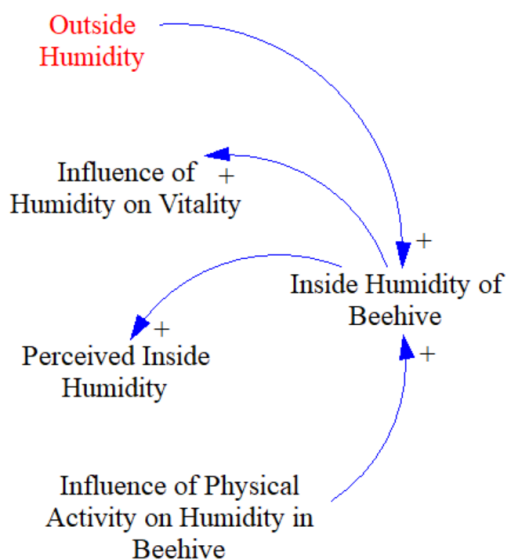 Outside
Humidity
Influence of
Humidity on Vitality
+
+
Inside Humidity of
Beehive
+
Perceived Inside
Humidity
+
Influence of Physical
Activity on Humidity in
Beehive